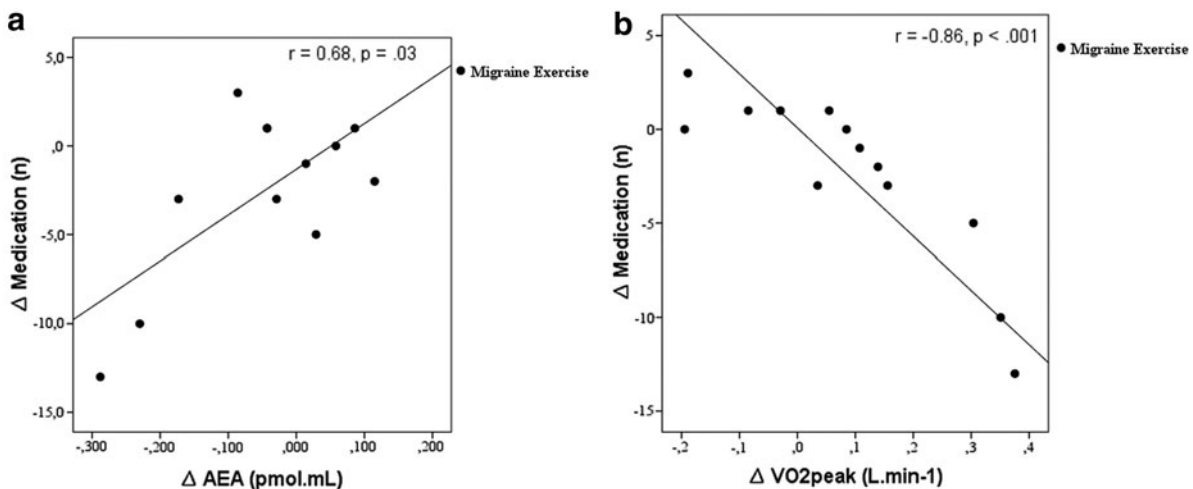 a
r = 0.68, p = .03
Migraine Exercise
5,0
,0
-5,0
-10,0
-15,0
Δ Medication (n)
-,300 -,200 -,100 ,000 ,100 ,200
Δ AEA (pmol.mL)
b
r = -0.86, p < .001
Migraine Exercise
5
0
-5
-10
-15
Δ Medication (n)
-,2 -,1 ,0 ,1 ,2 ,3 ,4
Δ VO2peak (L.min-1)